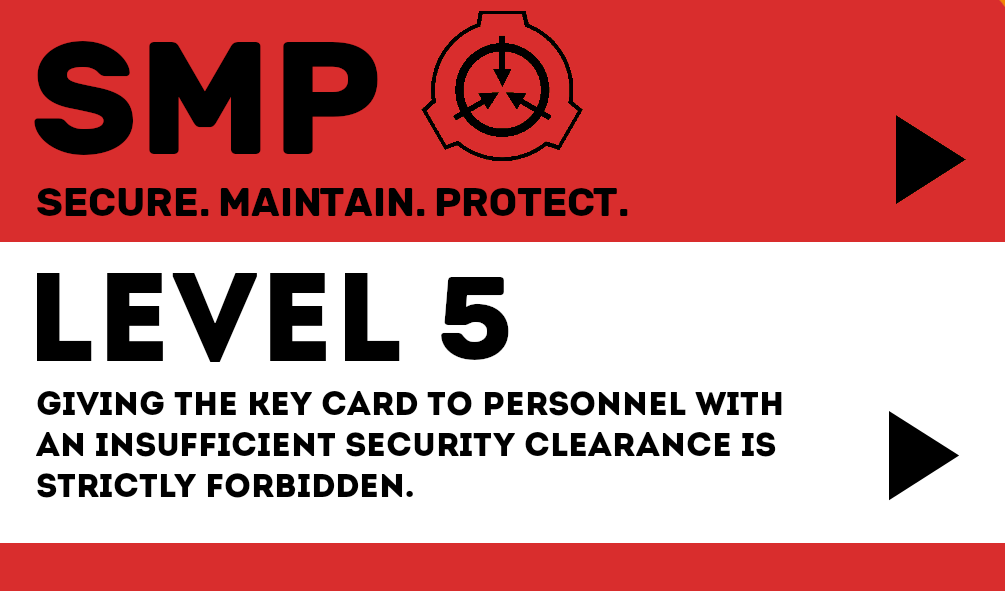 SMP
SECURE. MAINTAIN. PROTECT.
LEVEL 5
GIVING THE KEY CARD TO PERSONNEL WITH
AN INSUFFICIENT SECURITY CLEARANCE IS
STRICTLY FORBIDDEN.